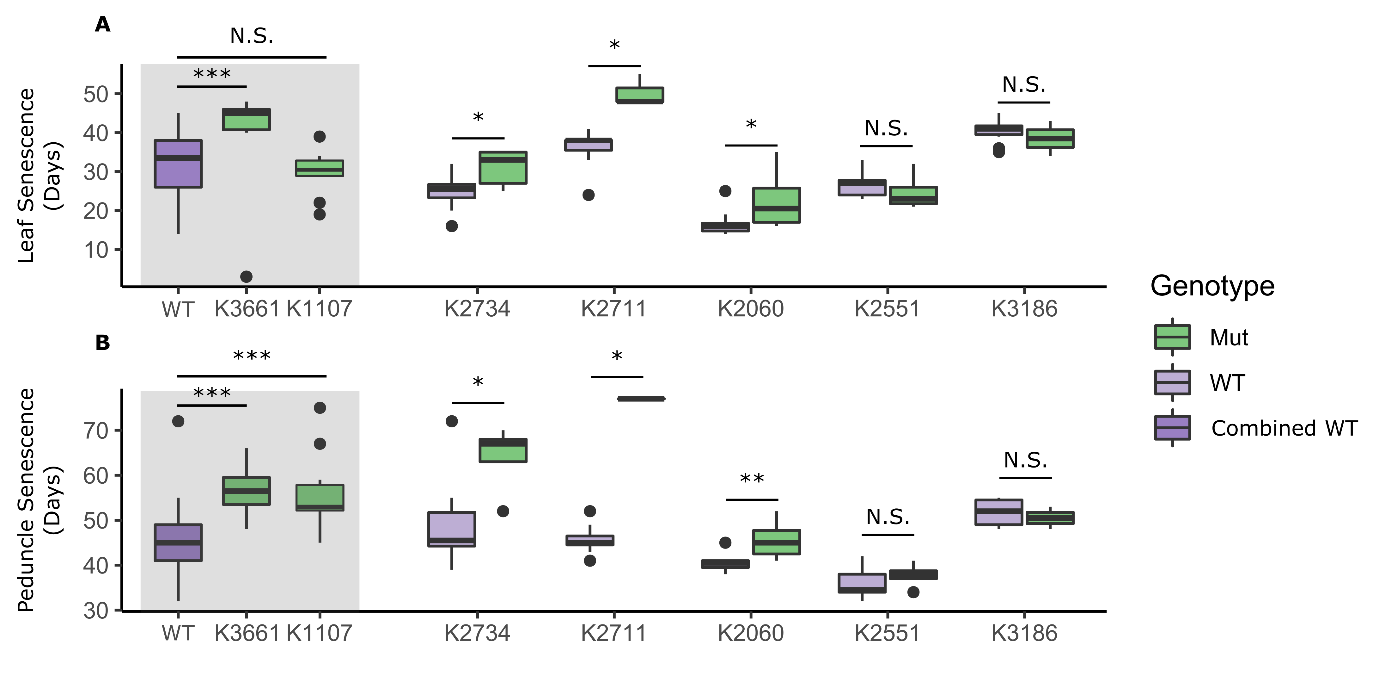 A
N.S.
***
*
*
*
N.S.
N.S.
Leaf Senescence
(Days)
50
40
30
20
10
WT K3661 K1107 K2734 K2711 K2060 K2551 K3186
B
***
***
*
*
**
N.S.
N.S.
Peduncle Senescence
(Days)
70
60
50
40
30
WT K3661 K1107 K2734 K2711 K2060 K2551 K3186
Genotype
Mut
WT
Combined WT